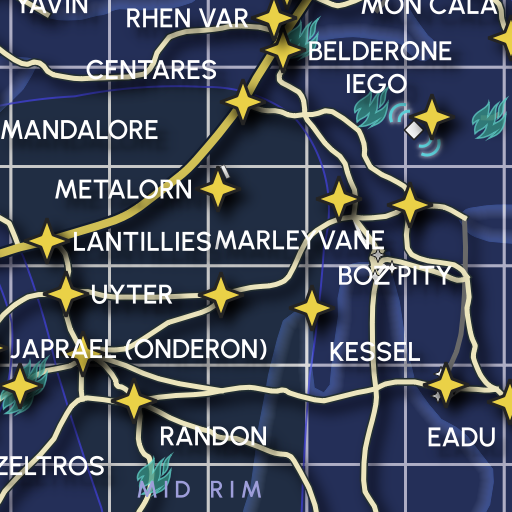 YAVIN
MON CALA
RHEN VAR
BELDERONE
CENTARES
IEGO
MANDALORE
METALORN
LANTILLIES
MARLEYVANE
BOZ PITY
UYTER
JAPRAEL (ONDERON)
KESSEL
RANDON
EADU
ZELTROS
MID RIM